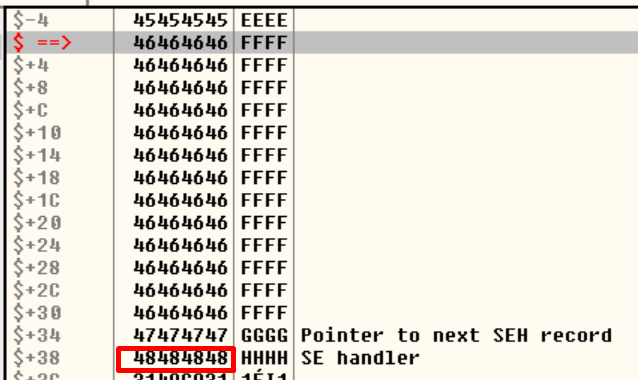 $-4 45454545 EEEE
$ ==> 46464646 FFFF
$+4 46464646 FFFF
$+8 46464646 FFFF
$+C 46464646 FFFF
$+10 46464646 FFFF
$+14 46464646 FFFF
$+18 46464646 FFFF
$+1C 46464646 FFFF
$+20 46464646 FFFF
$+24 46464646 FFFF
$+28 46464646 FFFF
$+2C 46464646 FFFF
$+30 46464646 FFFF
$+34 47474747 GGGG Pointer to next SEH record
$+38 48484848 HHHH SE handler
$+3C